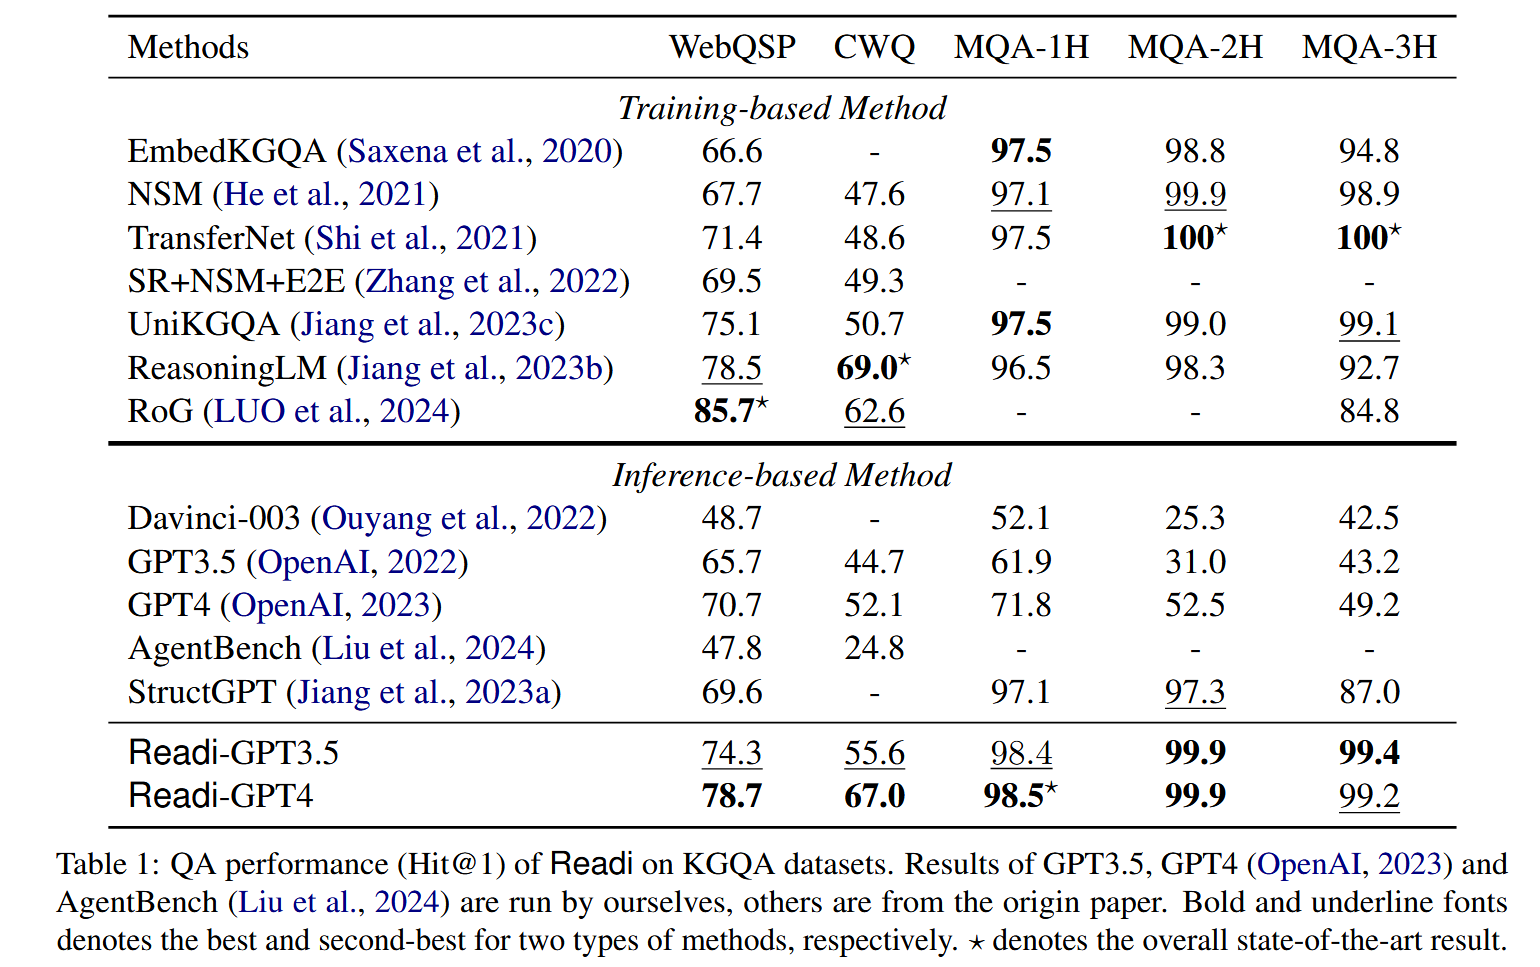 Methods WebQSP CWQ MQA-1H MQA-2H MQA-3H
Training-based Method
EmbedKGQA (Saxena et al., 2020) 66.6 - 97.5 98.8 94.8
NSM (He et al., 2021) 67.7 47.6 97.1 99.9 98.9
TransferNet (Shi et al., 2021) 71.4 48.6 97.5 100⋆ 100⋆
SR+NSM+E2E (Zhang et al., 2022) 69.5 49.3 - - -
UniKGQA (Jiang et al., 2023c) 75.1 50.7 97.5 99.0 99.1
ReasoningLM (Jiang et al., 2023b) 78.5 69.0⋆ 96.5 98.3 92.7
RoG (LUO et al., 2024) 85.7⋆ 62.6 - - 84.8
Inference-based Method
Davinci-003 (Ouyang et al., 2022) 48.7 - 52.1 25.3 42.5
GPT3.5 (OpenAI, 2022) 65.7 44.7 61.9 31.0 43.2
GPT4 (OpenAI, 2023) 70.7 52.1 71.8 52.5 49.2
AgentBench (Liu et al., 2024) 47.8 24.8 - - -
StructGPT (Jiang et al., 2023a) 69.6 - 97.1 97.3 87.0
Readi-GPT3.5 74.3 55.6 98.4 99.9 99.4
Readi-GPT4 78.7 67.0 98.5⋆ 99.9 99.2
Table 1: QA performance (Hit@1) of Readi on KGQA datasets. Results of GPT3.5, GPT4 (OpenAI, 2023) and
AgentBench (Liu et al., 2024) are run by ourselves, others are from the origin paper. Bold and underline fonts
denotes the best and second-best for two types of methods, respectively. ⋆ denotes the overall state-of-the-art result.